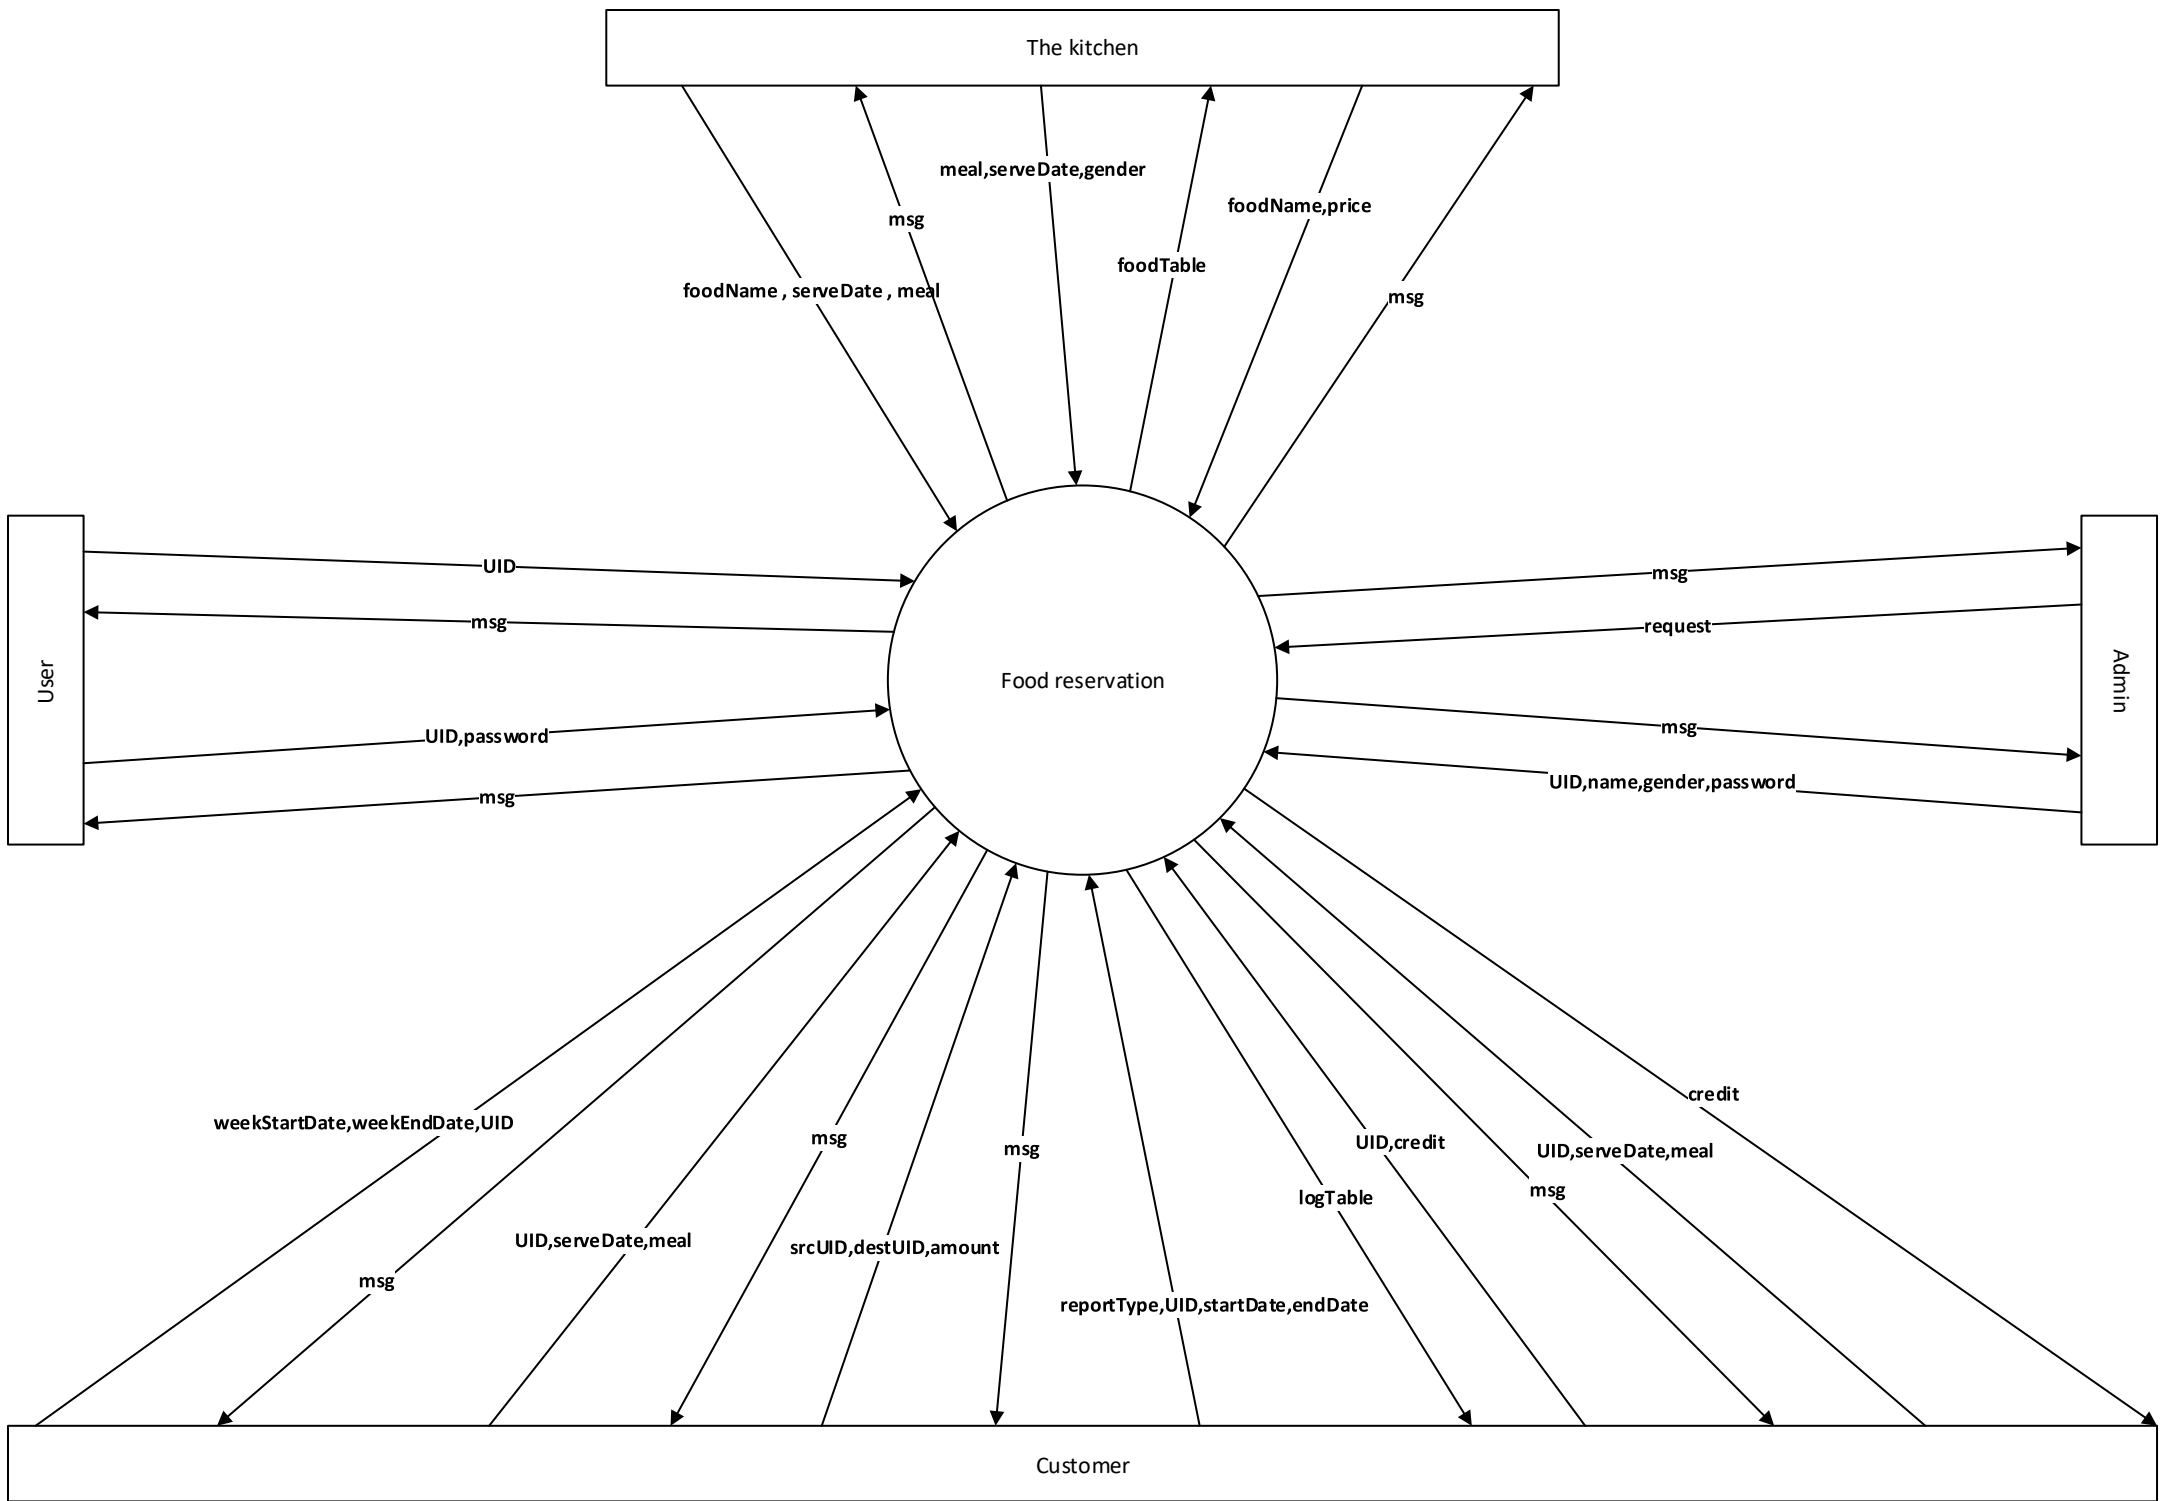 The kitchen
meal,serveDate,gender
foodName,price
msg
foodTable
foodName , serveDate , meal
msg
UID
msg
msg
request
User
Food reservation
Admin
UID,password
msg
msg
UID,name,gender,password
credit
weekStartDate,weekEndDate,UID
msg
msg
UID,credit
UID,serveDate,meal
msg
logTable
UID,serveDate,meal
srcUID,destUID,amount
msg
reportType,UID,startDate,endDate
Customer